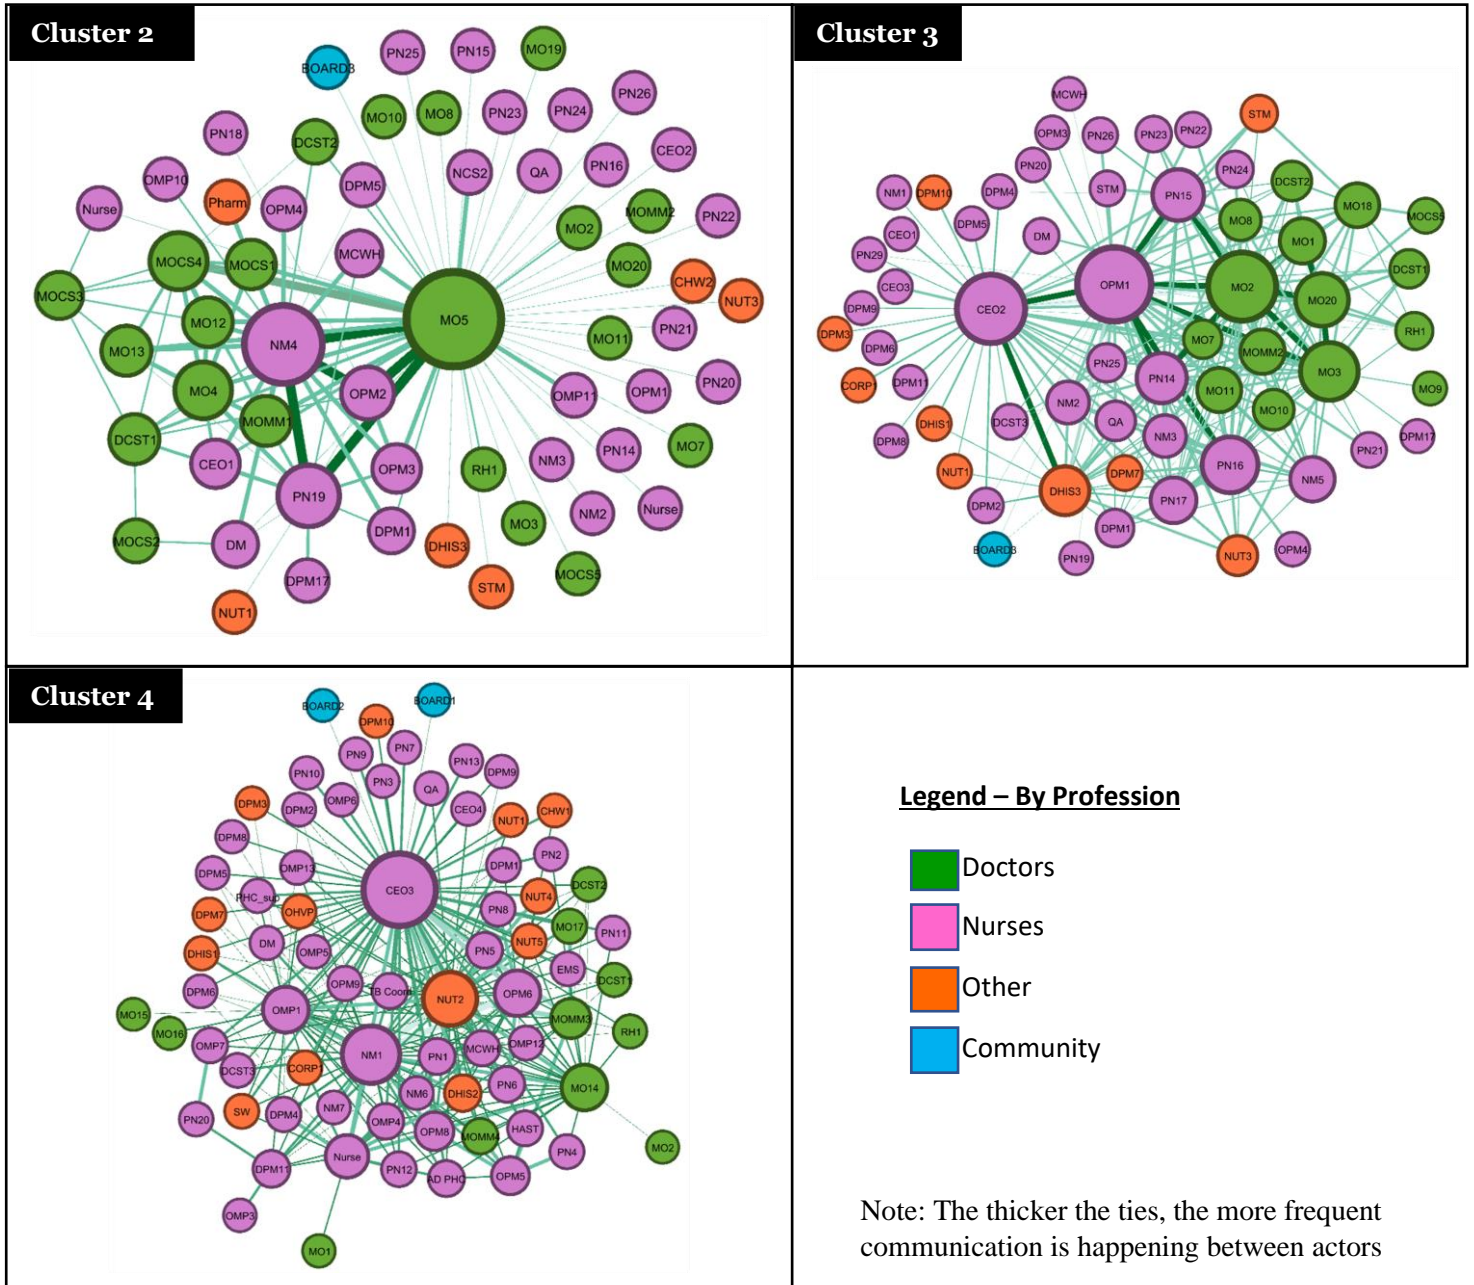 Cluster 2
BOARD3
PN25
PN15
MO19
MO10
MO8
PN23
PN24
PN26
PN18
DCST2
OMP10
Pharm
OPM4
DPM5
NCS2
QA
PN16
CEO2
Nurse
MOCS4
MOCS1
MCWH
MO2
MOMM2
PN22
MO20
MOCS3
MO12
MO5
CHW2
NUT3
MO13
NM4
MO11
PN21
MO4
OPM2
OMP11
OPM1
PN20
MOMM1
DCST1
CEO1
OPM3
RH1
NM3
PN14
MO7
PN19
MOCS2
DM
DPM1
DHIS3
MO3
NM2
Nurse
DPM17
STM
MOCS5
NUT1
Cluster 3
MCWH
OPM3
PN26
PN23
PN22
STM
PN20
PN24
NM1
DPM10
DPM4
STM
PN15
DCST2
MO18
MOCS5
CEO1
DPM5
DM
MO8
MO1
PN29
DCST1
CEO3
OPM1
MO2
MO20
DPM9
CEO2
DPM3
DPM6
MO7
MOMM2
RH1
CORP1
DPM11
PN25
PN14
MO11
MO3
MO9
NM2
MO10
DHIS1
DCST3
QA
NM3
DPM8
DPM17
PN21
NUT1
DHIS3
DPM7
PN16
NM5
DPM2
PN17
DPM1
BOARD3
PN19
NUT3
OPM4
Cluster 4
BOARD2
BOARD1
DPM10
PN9
PN7
PN10
PN3
PN13
DPM9
OMP6
QA
CEO4
DPM3
DPM2
NUT1
CHW1
DPM8
DPM5
OMP13
CEO3
DPM1
PN2
DCST2
PHC_sup
OHVP
PN8
NUT4
DPM7
MO17
PN11
DM
OMP5
PN5
NUT5
DHIS1
EMS
DPM6
OPM9
TB Coom
NUT2
OPM6
DCST1
MO15
MO16
OMP1
MOMM3
RH1
OMP7
DCST3
CORP1
NM1
PN1
MCWH
OMP12
MO14
SW
DPM4
NM7
NM6
DHIS2
PN6
PN20
OMP4
OPM8
MOMM4
HAST
MO2
DPM11
Nurse
PN12
AD PHC
OPM5
PN4
OMP3
MO1
Legend – By Profession
Doctors
Nurses
Other
Community
Note: The thicker the ties, the more frequent
communication is happening between actors